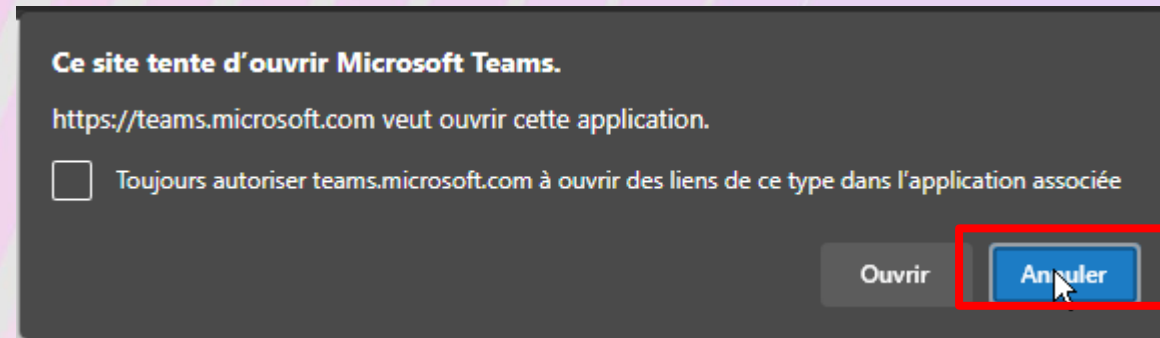 Ce site tente d’ouvrir Microsoft Teams.
https://teams.microsoft.com veut ouvrir cette application.
Toujours autoriser teams.microsoft.com à ouvrir des liens de ce type dans l’application associée
Ouvrir
Annuler